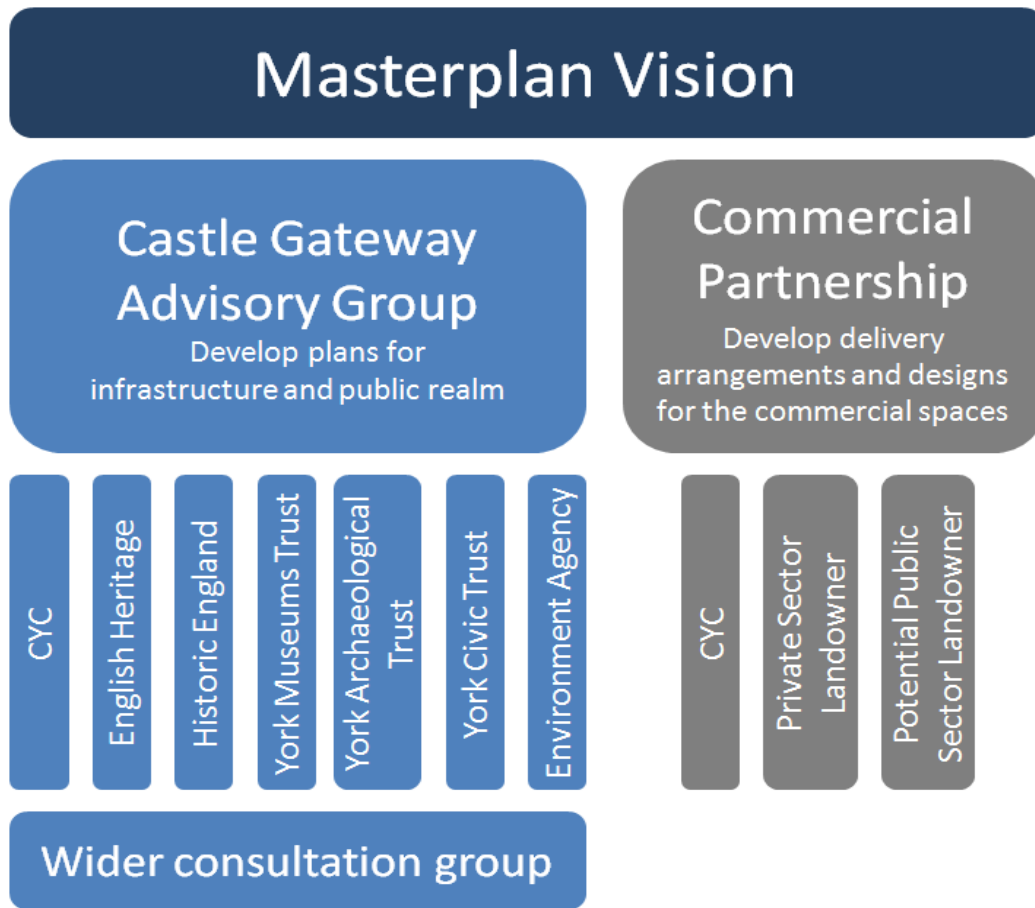 Masterplan Vision
Castle Gateway
Advisory Group
Develop plans for
infrastructure and public realm
Commercial
Partnership
Develop delivery
arrangements and designs
for the commercial spaces
CYC
English Heritage
Historic England
York Museums Trust
York Archaeological
Trust
York Civic Trust
Environment Agency
CYC
Private Sector
Landowner
Potential Public
Sector Landowner
Wider consultation group